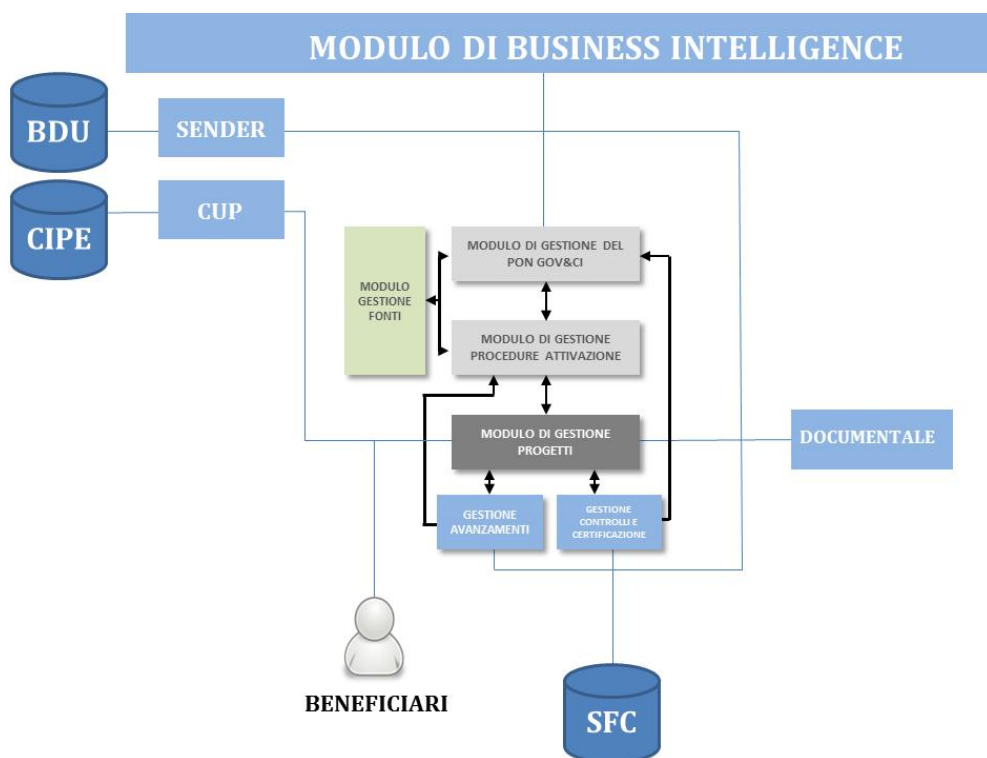 MODULO DI BUSINESS INTELLIGENCE
BDU
SENDER
CIPE
CUP
MODULO
GESTIONE
FONTI
MODULO DI GESTIONE DEL
PON GOV&CI
MODULO DI GESTIONE
PROCEDURE ATTIVAZIONE
MODULO DI GESTIONE
PROGETTI
DOCUMENTALE
GESTIONE
AVANZAMENTI
GESTIONE
CONTROLLI E
CERTIFICAZIONE
BENEFICIARI
SFC